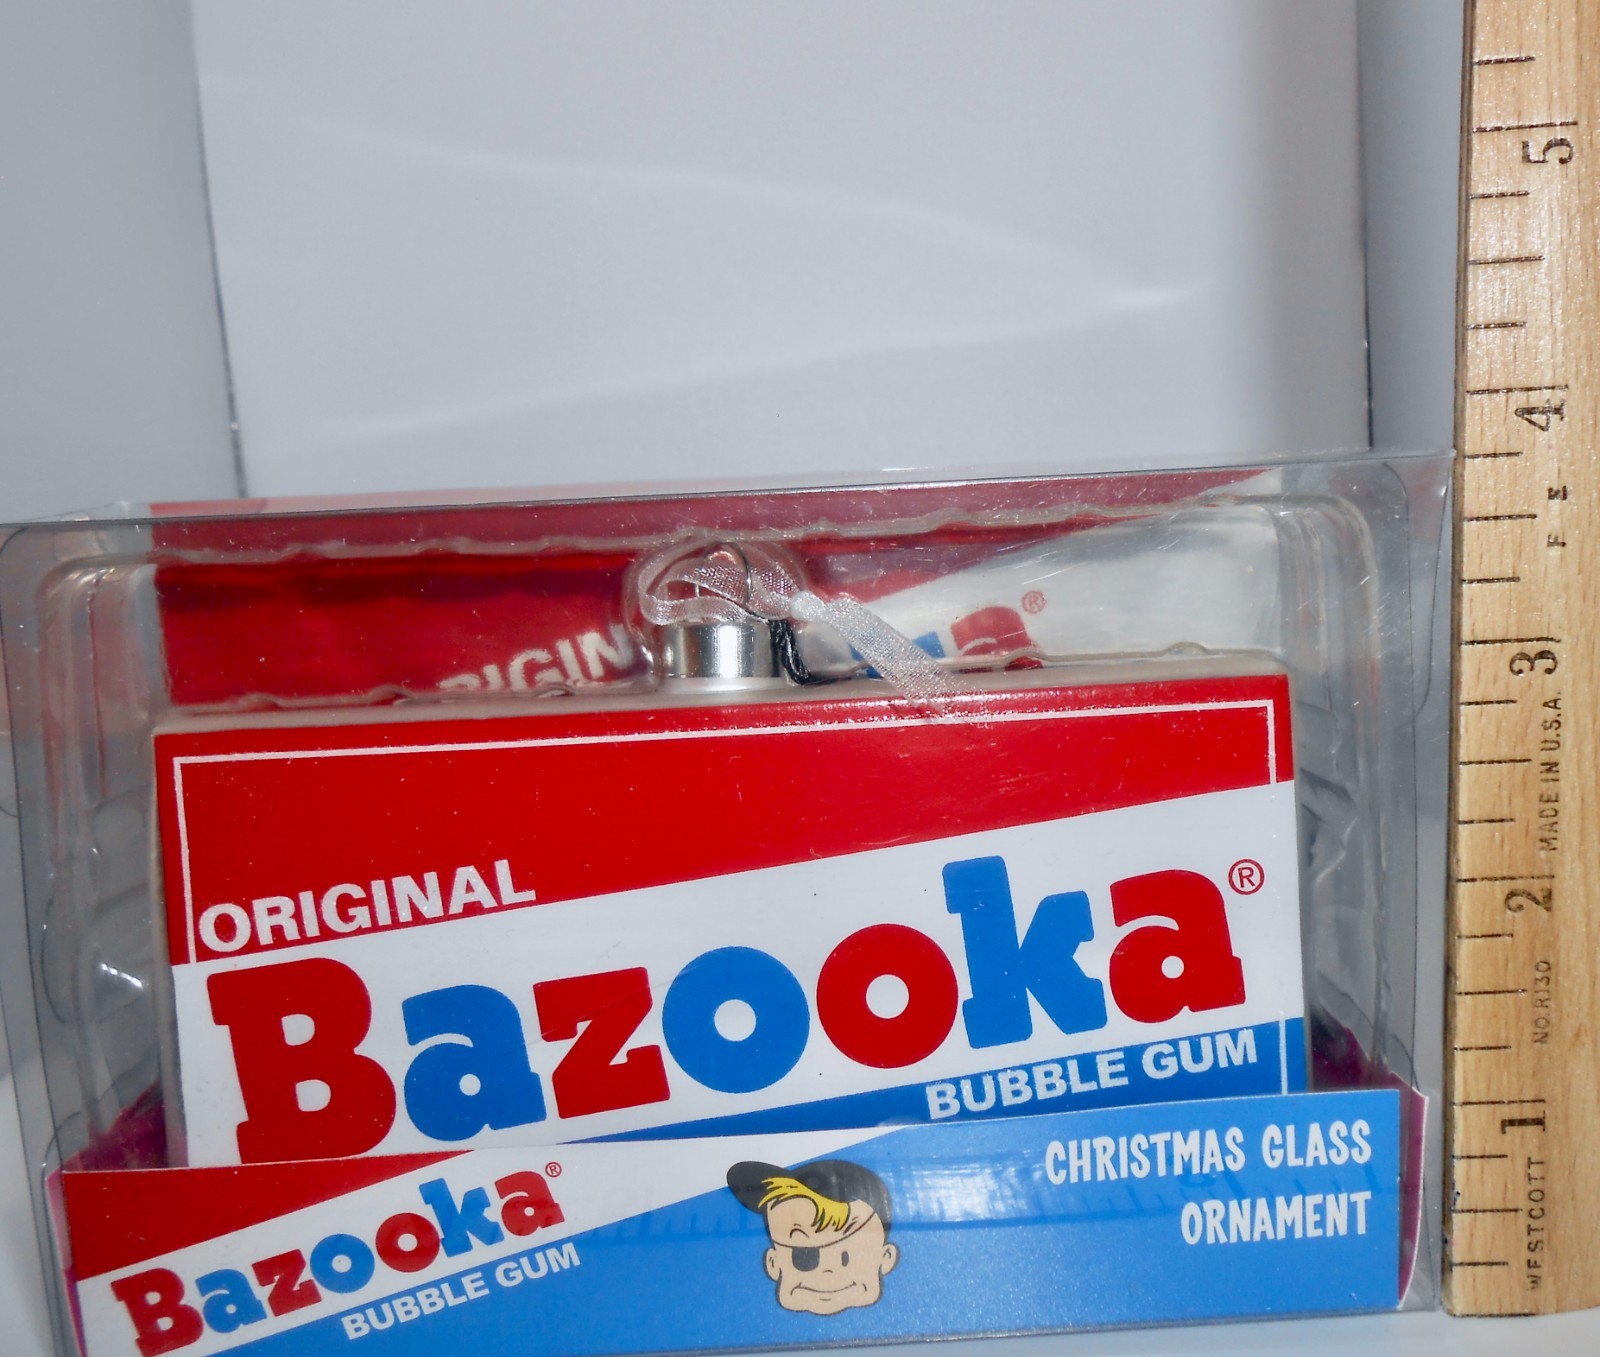 RIGIN
®
ORIGINAL
Bazooka®
BUBBLE GUM
Bazooka®
BUBBLE GUM
CHRISTMAS GLASS
ORNAMENT
5
4
F E
3
MADE IN U.S.A.
2
NO. R130
1
WESTCOTT